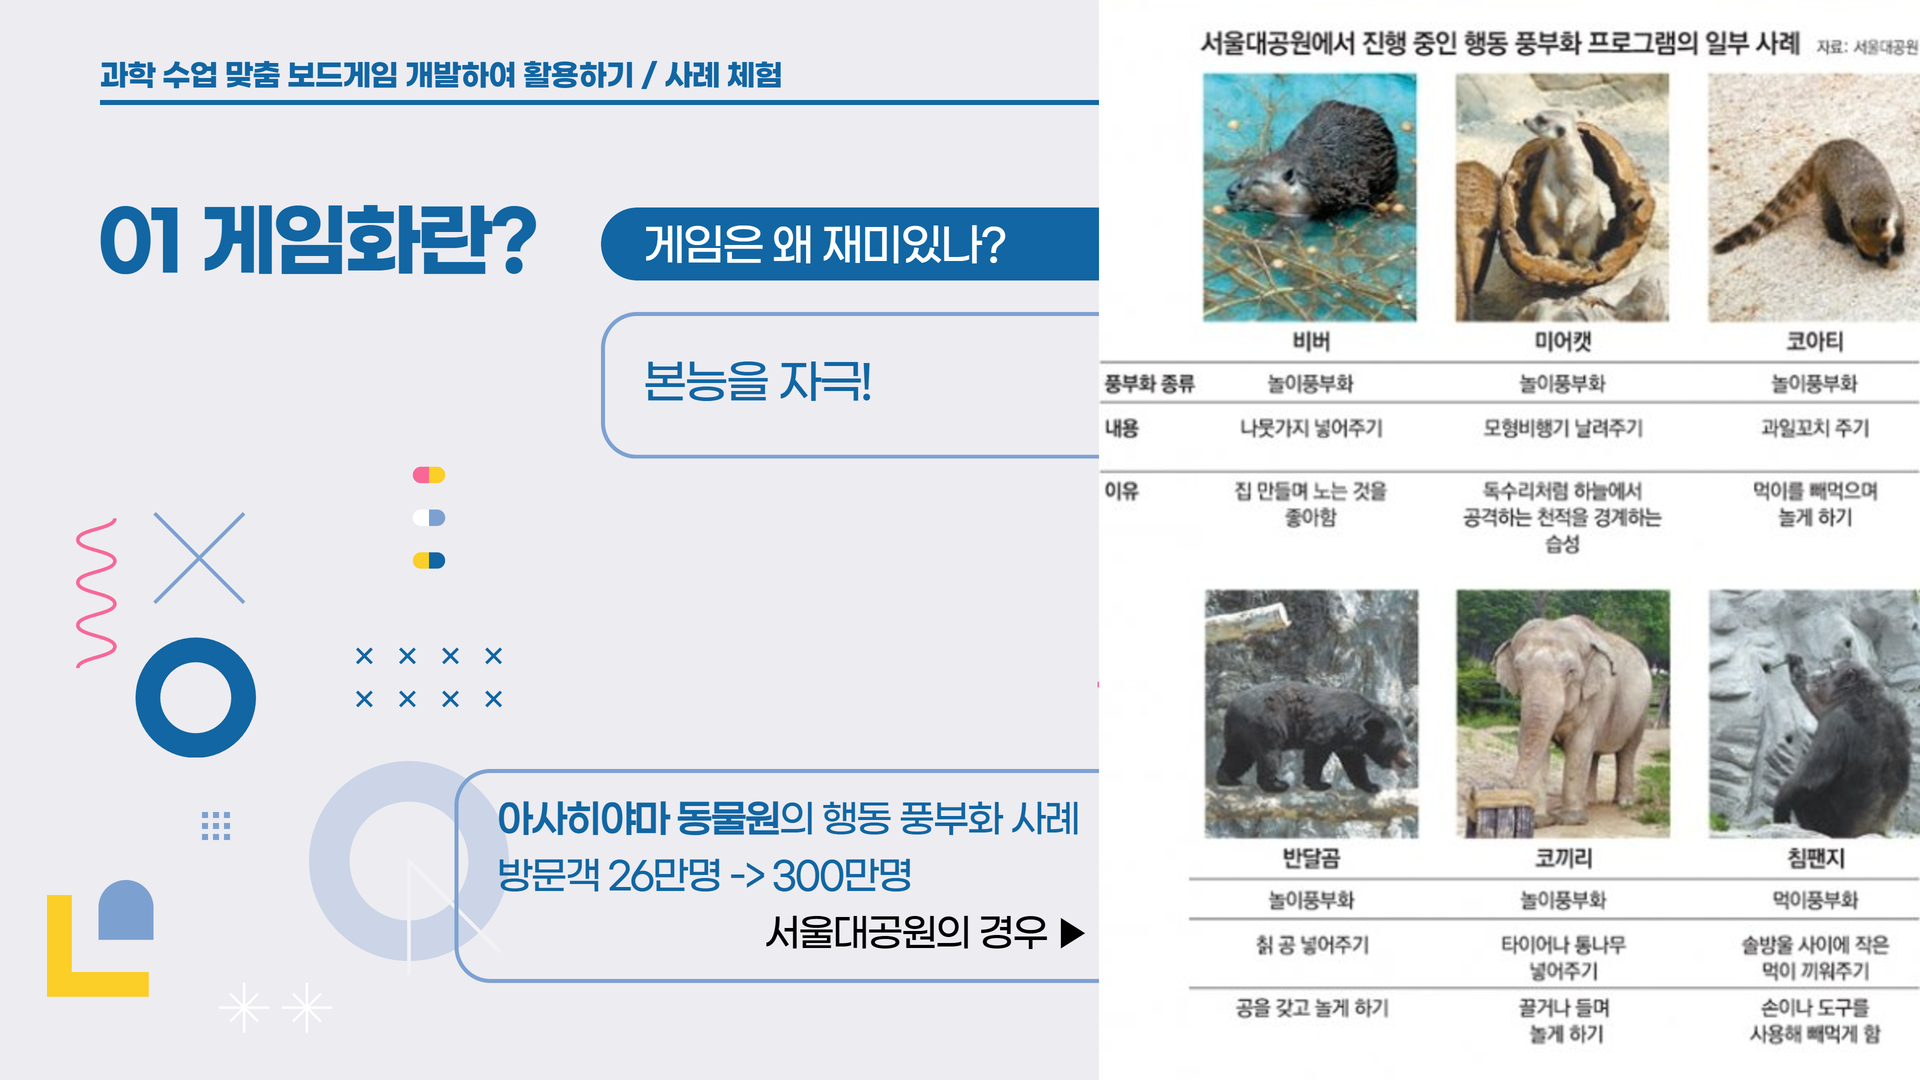 과학 수업 맞춤 보드게임 개발하여 활용하기 / 사례 체험
01 게임화란?
게임은 왜 재미있나?
본능을 자극!
아사히야마 동물원의 행동 풍부화 사례
방문객 26만명 -> 300만명
서울대공원의 경우 ▶
서울대공원에서 진행 중인 행동 풍부화 프로그램의 일부 사례 자료: 서울대공원
비버 미어캣 코아티
풍부화 종류 놀이풍부화 놀이풍부화 놀이풍부화
내용 나뭇가지 넣어주기 모형비행기 날려주기 과일꼬치 주기
이유 집 만들며 노는 것을 독수리처럼 하늘에서 먹이를 빼먹으며
좋아함 공격하는 천적을 경계하는 놀게 하기
습성
반달곰 코끼리 침팬지
놀이풍부화 놀이풍부화 먹이풍부화
칡 공 넣어주기 타이어나 통나무 솔방울 사이에 작은
넣어주기 먹이 끼워주기
공을 갖고 놀게 하기 끌거나 들며 손이나 도구를
놀게 하기 사용해 빼먹게 함